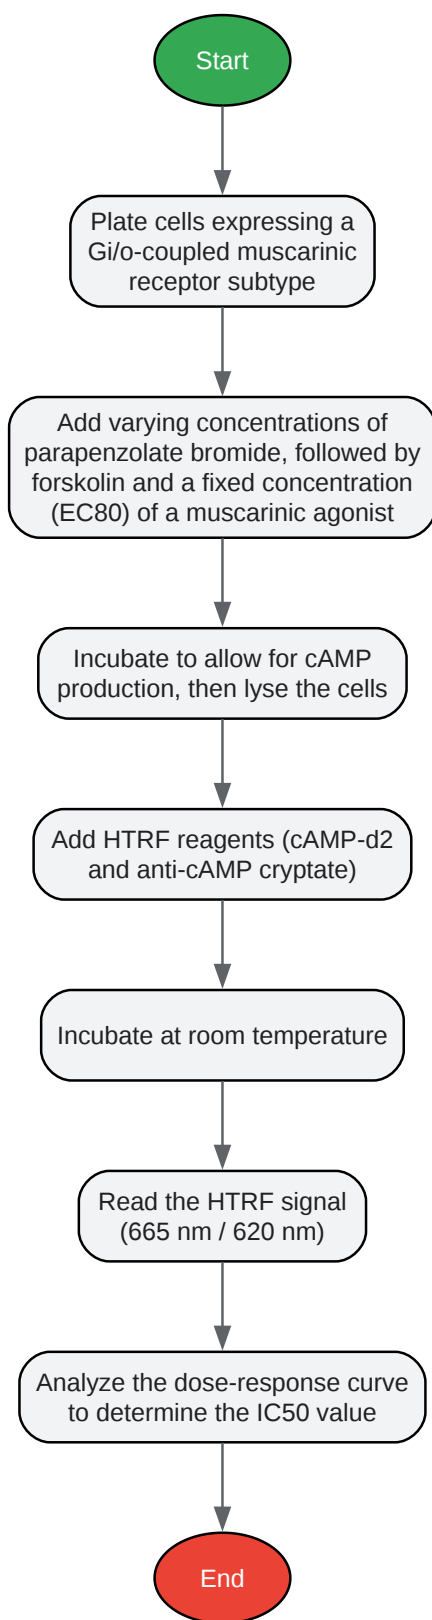 Start
Plate cells expressing a
Gi/o-coupled muscarinic
receptor subtype
Add varying concentrations of
parapenzolate bromide, followed by
forskolin and a fixed concentration
(EC80) of a muscarinic agonist
Incubate to allow for cAMP
production, then lyse the cells
Add HTRF reagents (cAMP-d2
and anti-cAMP cryptate)
Incubate at room temperature
Read the HTRF signal
(665 nm / 620 nm)
Analyze the dose-response curve
to determine the IC50 value
End